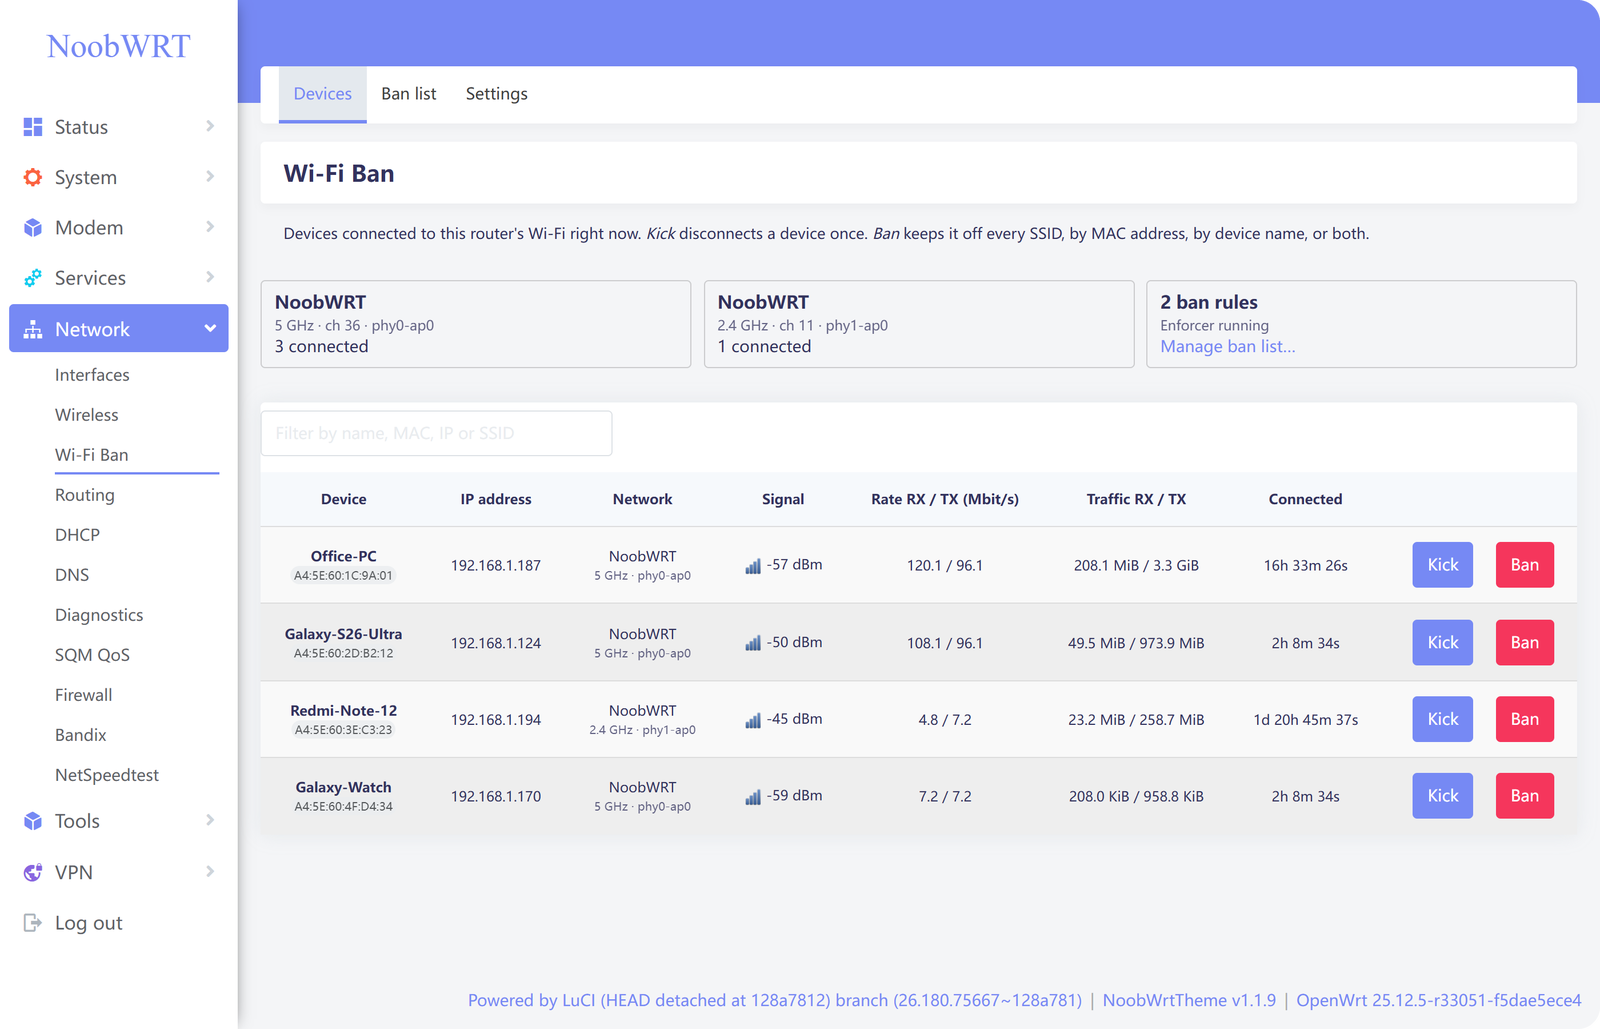 NoobWRT
Status
System
Modem
Services
Network
Interfaces
Wireless
Wi-Fi Ban
Routing
DHCP
DNS
Diagnostics
SQM QoS
Firewall
Bandix
NetSpeedtest
Tools
VPN
Log out
Devices Ban list Settings
Wi-Fi Ban
Devices connected to this router's Wi-Fi right now. Kick disconnects a device once. Ban keeps it off every SSID, by MAC address, by device name, or both.
NoobWRT
5 GHz · ch 36 · phy0-ap0
3 connected
NoobWRT
2.4 GHz · ch 11 · phy1-ap0
1 connected
2 ban rules
Enforcer running
Manage ban list...
Filter by name, MAC, IP or SSID
Device IP address Network Signal Rate RX / TX (Mbit/s) Traffic RX / TX Connected
Office-PC 192.168.1.187 NoobWRT -57 dBm 120.1 / 96.1 208.1 MiB / 3.3 GiB 16h 33m 26s Kick Ban
A4:5E:60:1C:9A:01 5 GHz · phy0-ap0
Galaxy-S26-Ultra 192.168.1.124 NoobWRT -50 dBm 108.1 / 96.1 49.5 MiB / 973.9 MiB 2h 8m 34s Kick Ban
A4:5E:60:2D:B2:12 5 GHz · phy0-ap0
Redmi-Note-12 192.168.1.194 NoobWRT -45 dBm 4.8 / 7.2 23.2 MiB / 258.7 MiB 1d 20h 45m 37s Kick Ban
A4:5E:60:3E:C3:23 2.4 GHz · phy1-ap0
Galaxy-Watch 192.168.1.170 NoobWRT -59 dBm 7.2 / 7.2 208.0 KiB / 958.8 KiB 2h 8m 34s Kick Ban
A4:5E:60:4F:D4:34 5 GHz · phy0-ap0
Powered by LuCI (HEAD detached at 128a7812) branch (26.180.75667~128a781) | NoobWrtTheme v1.1.9 | OpenWrt 25.12.5-r33051-f5dae5ece4